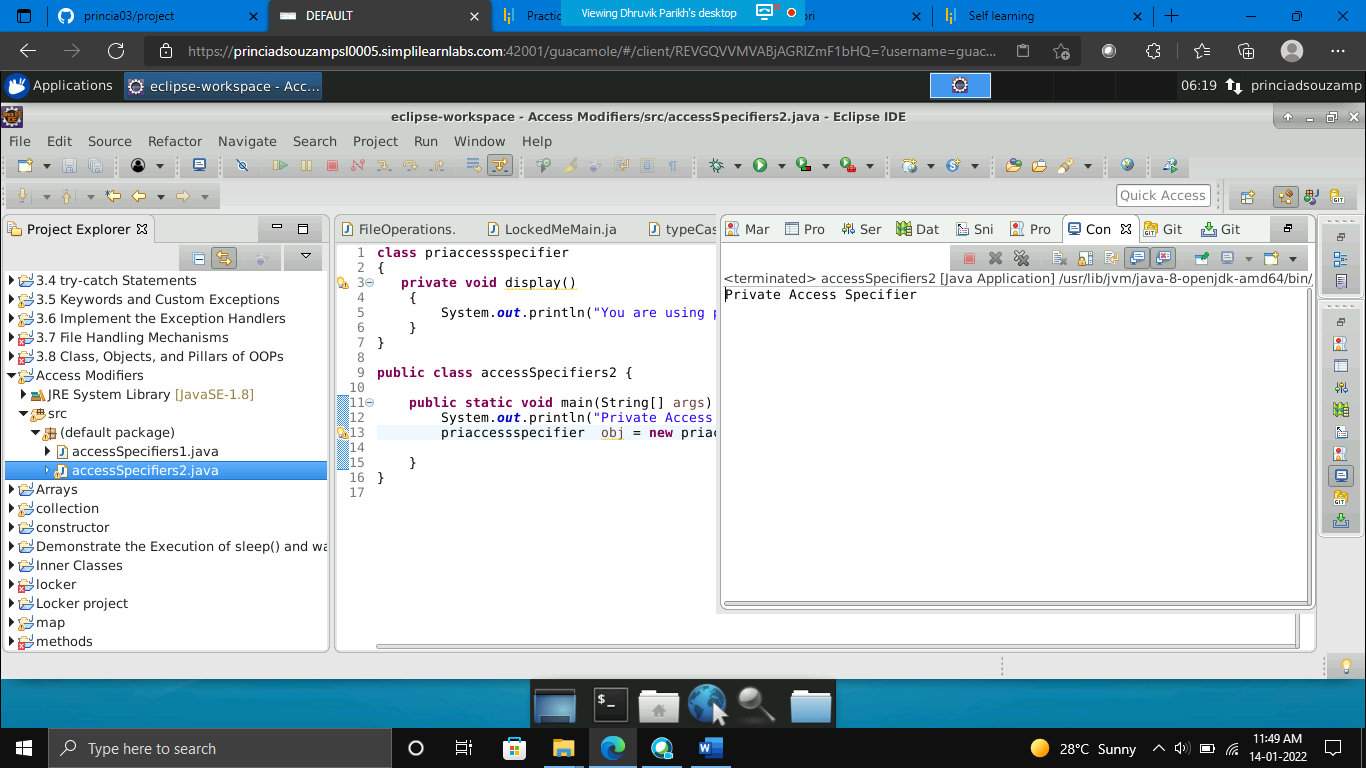 princia03/project
DEFAULT
Practic
Viewing Dhruvik Parikh's desktop
ori
Self learning
https://princiadsouzampsl0005.simplilearnlabs.com:42001/guacamole/#/client/REVGQVVMVABjAGRlZmF1bHQ=?username=guac...
Applications
eclipse-workspace - Acc...
06:19
princiadsouzamp
eclipse-workspace - Access Modifiers/src/accessSpecifiers2.java - Eclipse IDE
File Edit Source Refactor Navigate Search Project Run Window Help
Quick Access
Project Explorer
3.4 try-catch Statements
3.5 Keywords and Custom Exceptions
3.6 Implement the Exception Handlers
3.7 File Handling Mechanisms
3.8 Class, Objects, and Pillars of OOPs
Access Modifiers
JRE System Library [JavaSE-1.8]
src
(default package)
accessSpecifiers1.java
accessSpecifiers2.java
Arrays
collection
constructor
Demonstrate the Execution of sleep() and wa
Inner Classes
locker
Locker project
map
methods
FileOperations.
LockedMeMain.ja
typeCas
1 class priaccessspecifier
2 {
3 private void display()
4 {
5 System.out.println("You are using p
6 }
7 }
8
9 public class accessSpecifiers2 {
10
11 public static void main(String[] args)
12 System.out.println("Private Access
13 priaccessspecifier obj = new priac
14
15 }
16 }
17
Mar Pro Ser Dat Sni Pro Con Git Git
<terminated> accessSpecifiers2 [Java Application] /usr/lib/jvm/java-8-openjdk-amd64/bin/
Private Access Specifier
Type here to search
28°C Sunny
11:49 AM
14-01-2022